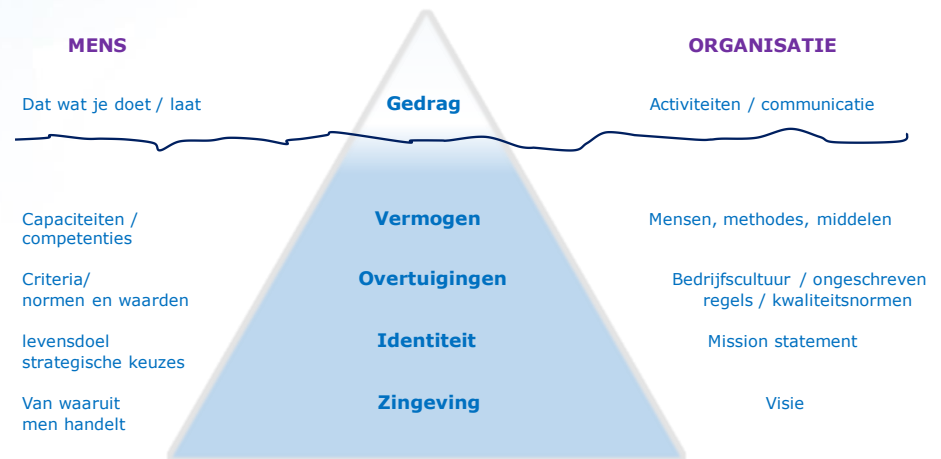 MENS
ORGANISATIE
Dat wat je doet / laat
Gedrag
Activiteiten / communicatie
Capaciteiten /
competenties
Vermogen
Mensen, methodes, middelen
Criteria/
normen en waarden
Overtuigingen
Bedrijfscultuur / ongeschreven
regels / kwaliteitsnormen
levensdoel
strategische keuzes
Identiteit
Mission statement
Van waaruit
men handelt
Zingeving
Visie